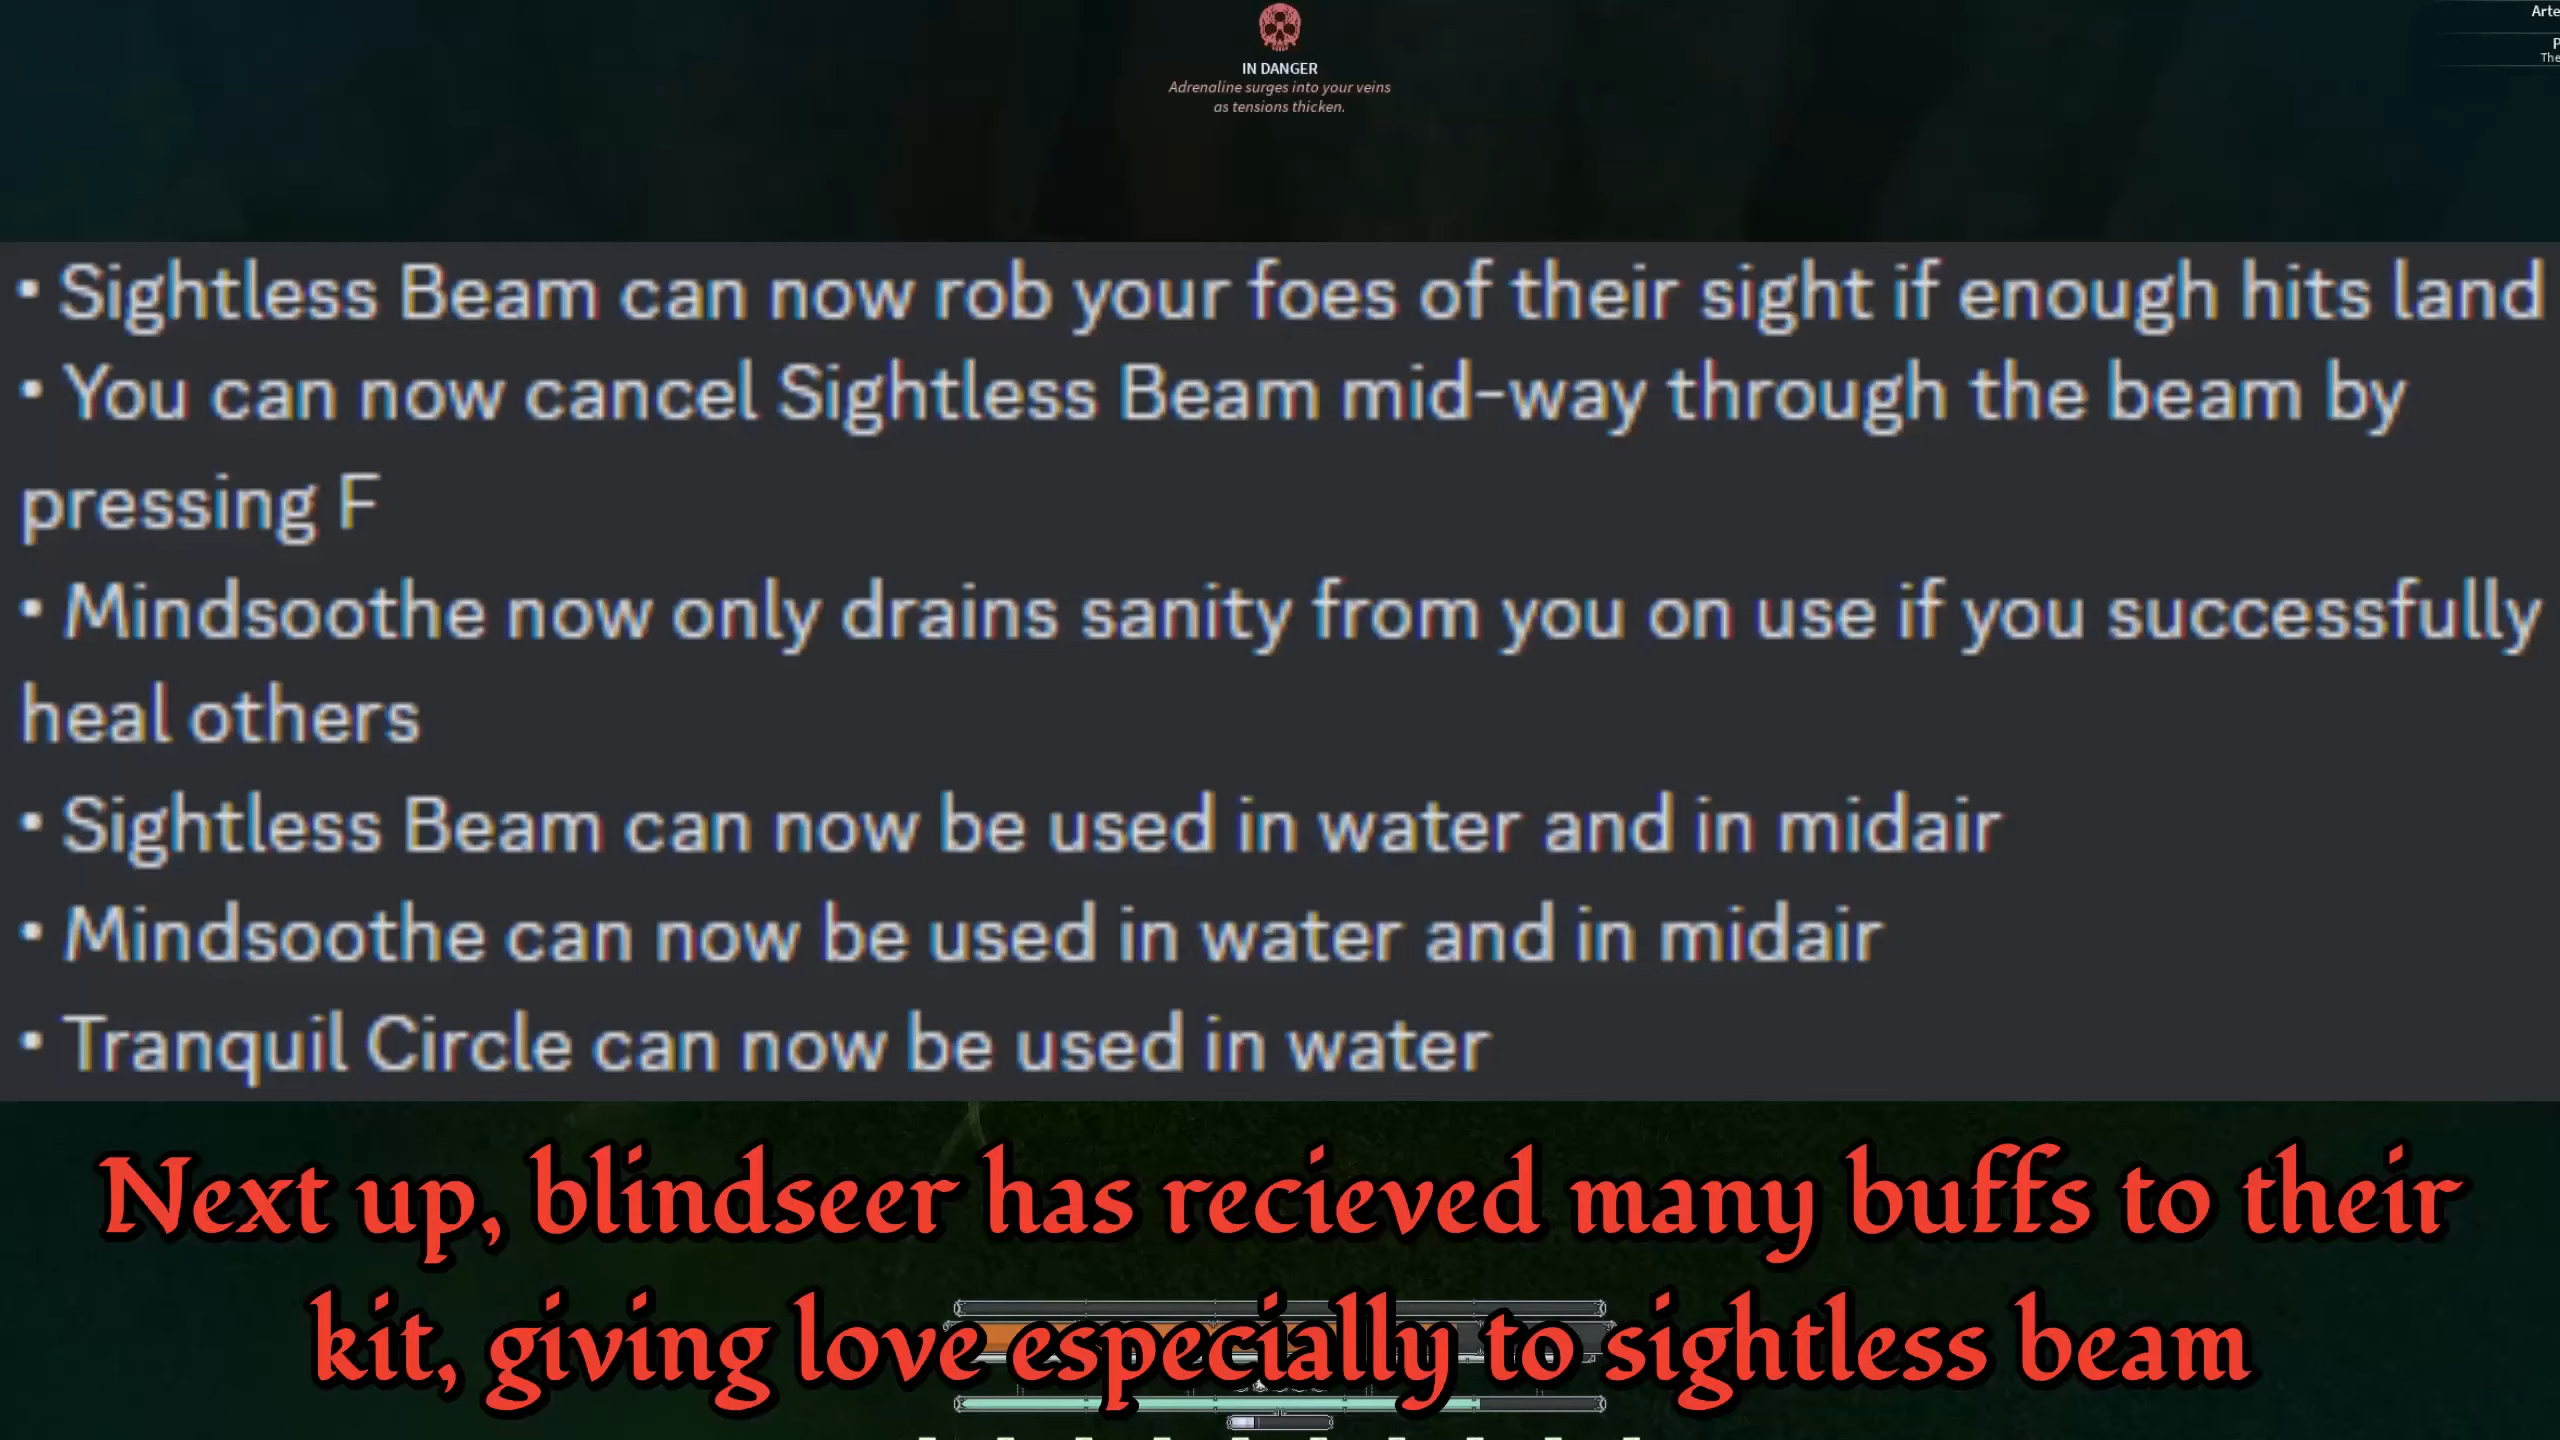 IN DANGER
Adrenaline surges into your veins
as tensions thicken.
• Sightless Beam can now rob your foes of their sight if enough hits land
• You can now cancel Sightless Beam mid-way through the beam by
pressing F
• Mindsoothe now only drains sanity from you on use if you successfully
heal others
• Sightless Beam can now be used in water and in midair
• Mindsoothe can now be used in water and in midair
• Tranquil Circle can now be used in water
Next up, blindseer has recieved many buffs to their
kit, giving love especially to sightless beam